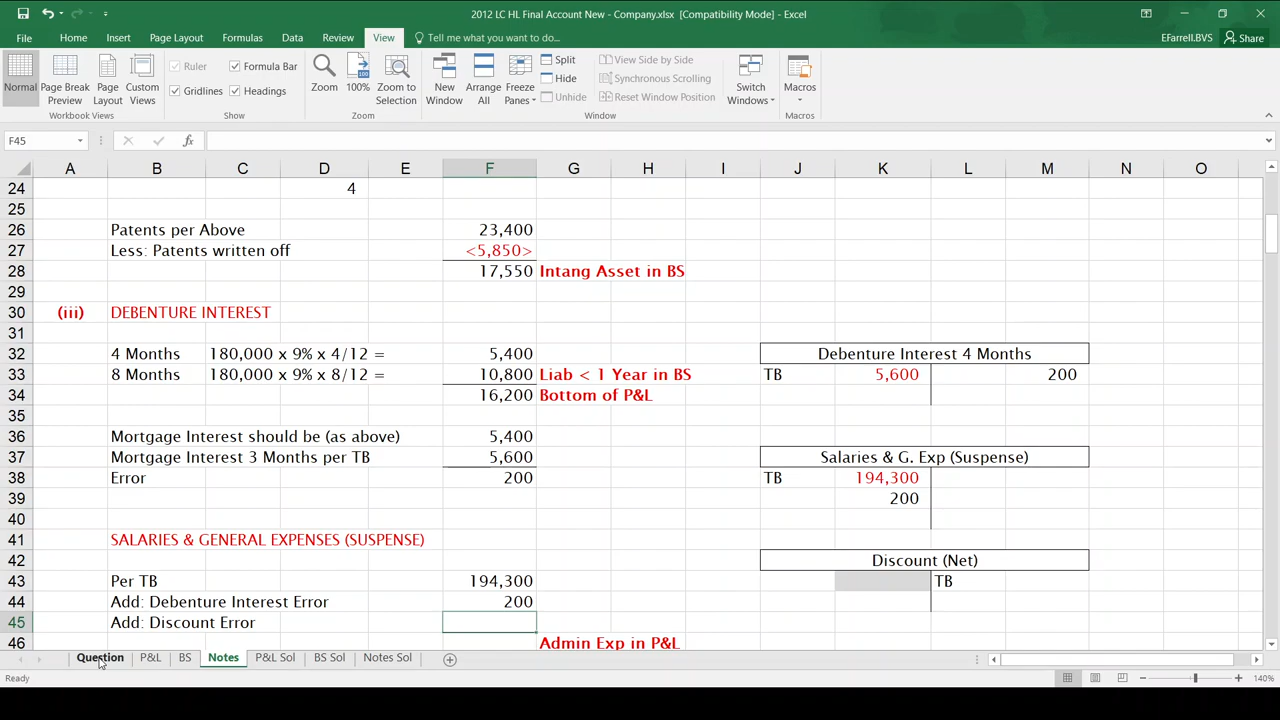 2012 LC HL Final Account New - Company.xlsx [Compatibility Mode] - Excel
File Home Insert Page Layout Formulas Data Review View Tell me what you want to do... EFarrell.BVS Share
Normal Page Break Preview Page Layout Custom Views
Workbook Views
Ruler Formula Bar
Gridlines Headings
Show
Zoom 100% Zoom to Selection
Zoom
New Window Arrange All Freeze Panes
Split
Hide
Unhide
View Side by Side
Synchronous Scrolling
Reset Window Position
Switch Windows
Window
Macros
Macros
F45 fx
A B C D E F G H I J K L M N O
24 4
25
26 Patents per Above 23,400
27 Less: Patents written off <5,850>
28 17,550 Intang Asset in BS
29
30 (iii) DEBENTURE INTEREST
31
32 4 Months 180,000 x 9% x 4/12 = 5,400 Debenture Interest 4 Months
33 8 Months 180,000 x 9% x 8/12 = 10,800 Liab < 1 Year in BS TB 5,600 200
34 16,200 Bottom of P&L
35
36 Mortgage Interest should be (as above) 5,400
37 Mortgage Interest 3 Months per TB 5,600 Salaries & G. Exp (Suspense)
38 Error 200 TB 194,300
39 200
40
41 SALARIES & GENERAL EXPENSES (SUSPENSE)
42 Discount (Net)
43 Per TB 194,300 TB
44 Add: Debenture Interest Error 200
45 Add: Discount Error
46 Admin Exp in P&L
Question P&L BS Notes P&L Sol BS Sol Notes Sol
Ready 140%